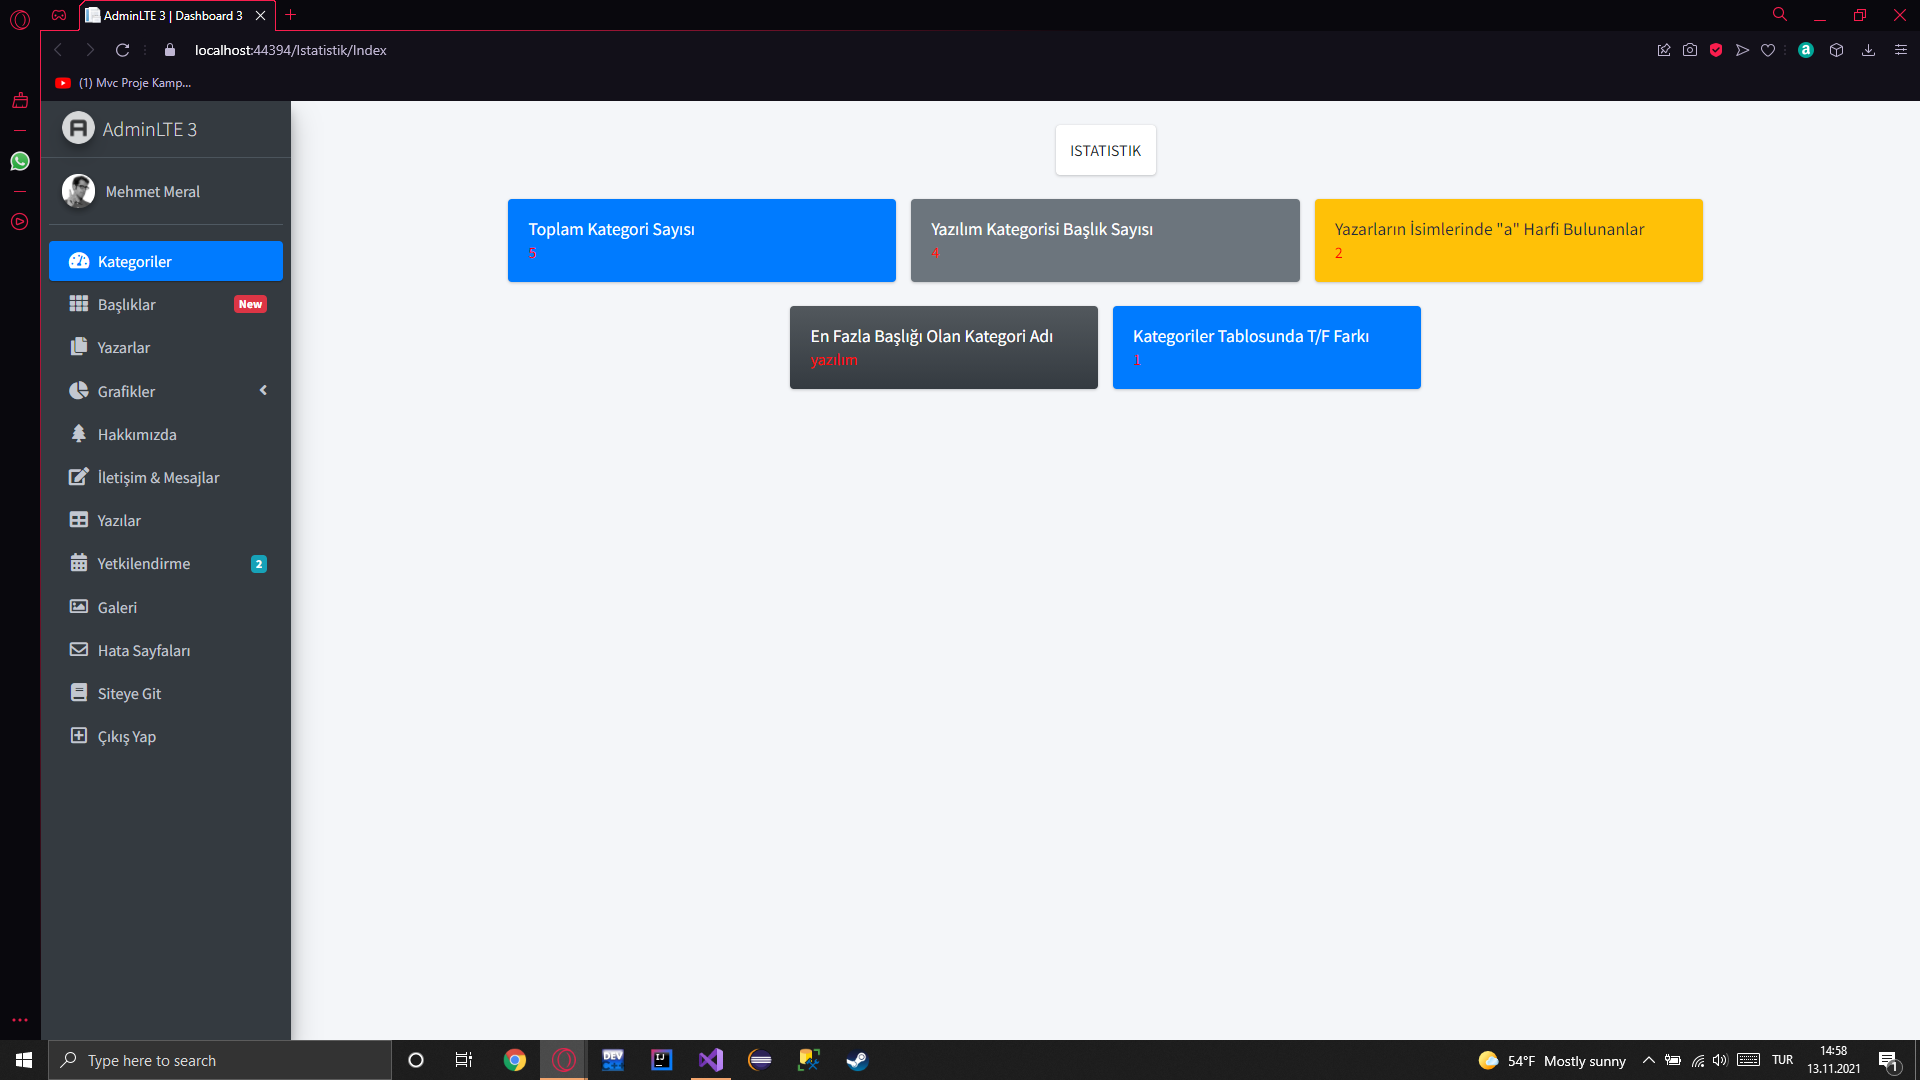 AdminLTE 3 | Dashboard 3
localhost:44394/Istatistik/Index
(1) Mvc Proje Kamp...
AdminLTE 3
Mehmet Meral
Kategoriler
Başlıklar New
Yazarlar
Grafikler
Hakkımızda
İletişim & Mesajlar
Yazılar
Yetkilendirme 2
Galeri
Hata Sayfaları
Siteye Git
Çıkış Yap
ISTATISTIK
Toplam Kategori Sayısı
5
Yazılım Kategorisi Başlık Sayısı
4
Yazarların İsimlerinde "a" Harfi Bulunanlar
2
En Fazla Başlığı Olan Kategori Adı
yazılım
Kategoriler Tablosunda T/F Farkı
1
Type here to search
DEV
IJ
54°F Mostly sunny
TUR
14:58
13.11.2021
1